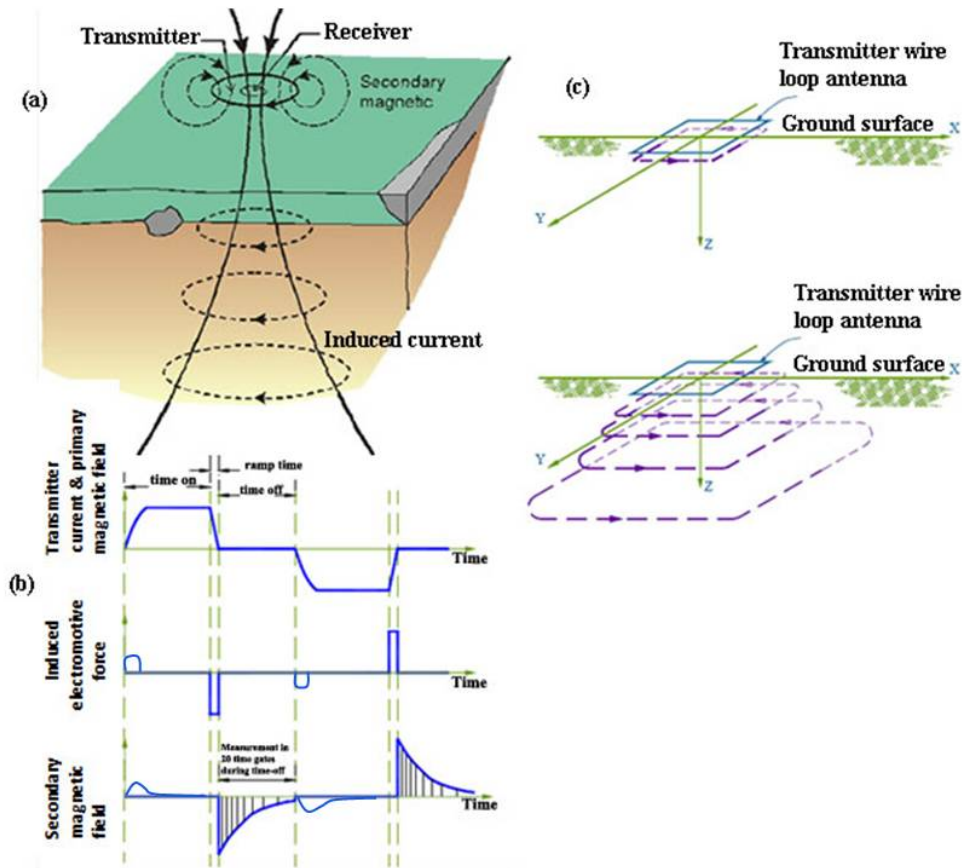 Transmitter
Receiver
(a)
Secondary
magnetic
Induced current
(c)
Transmitter wire
loop antenna
Ground surface
X
Y
Z
Transmitter wire
loop antenna
Ground surface
X
Y
Z
(b)
Transmitter
current & primary
magnetic field
time on
ramp time
time off
Time
Induced
electromotive
force
Time
Secondary
magnetic
field
Measurement in
20 time gates
during time-off
Time